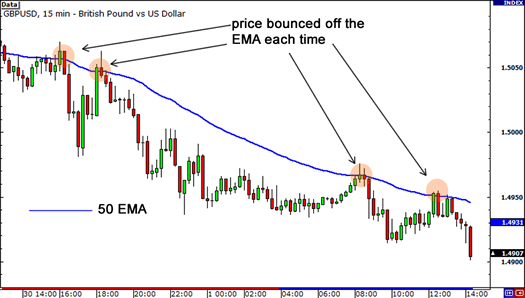 Data
INDEX
GBPUSD, 15 min - British Pound vs US Dollar
price bounced off the
EMA each time
1.5050
1.5000
1.4950
1.4931
50 EMA
1.4907
1.4900
30 14:00 16:00 18:00 20:00 22:00 1 00:00 02:00 04:00 06:00 08:00 10:00 12:00 14:00